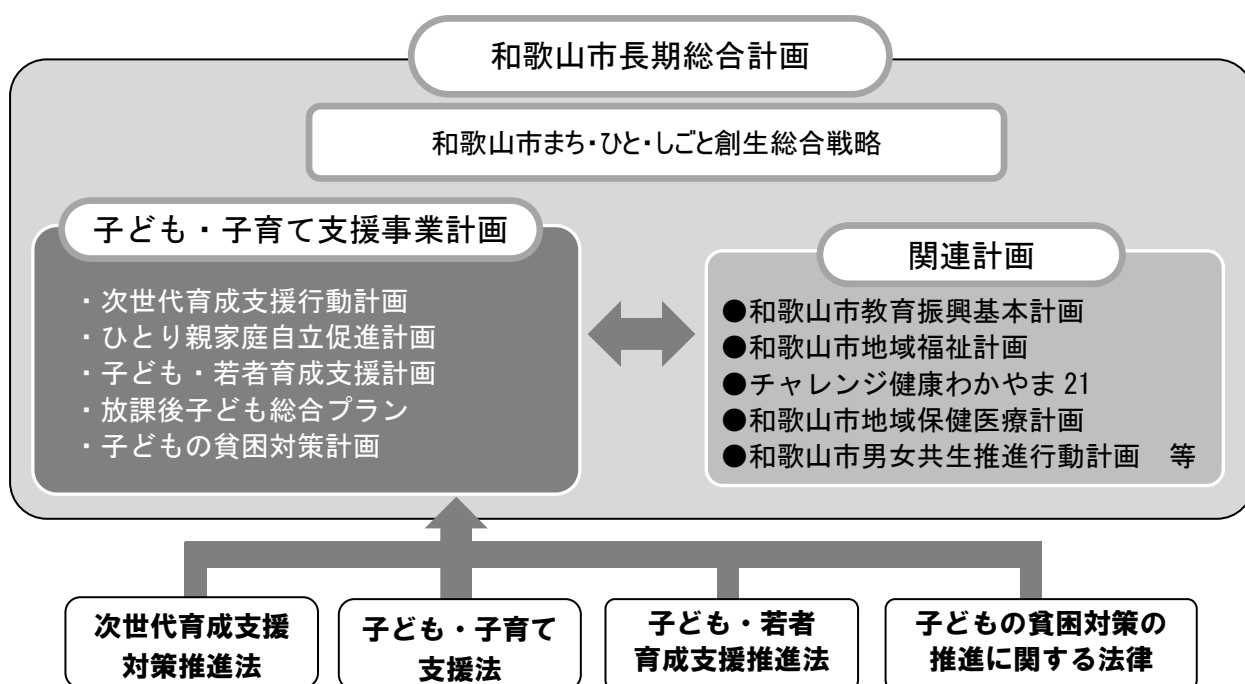 和歌山市長期総合計画
和歌山市まち・ひと・しごと創生総合戦略
子ども・子育て支援事業計画
・次世代育成支援行動計画
・ひとり親家庭自立促進計画
・子ども・若者育成支援計画
・放課後子ども総合プラン
・子どもの貧困対策計画
関連計画
●和歌山市教育振興基本計画
●和歌山市地域福祉計画
●チャレンジ健康わかやま 21
●和歌山市地域保健医療計画
●和歌山市男女共生推進行動計画　等
次世代育成支援
対策推進法
子ども・子育て
支援法
子ども・若者
育成支援推進法
子どもの貧困対策の
推進に関する法律